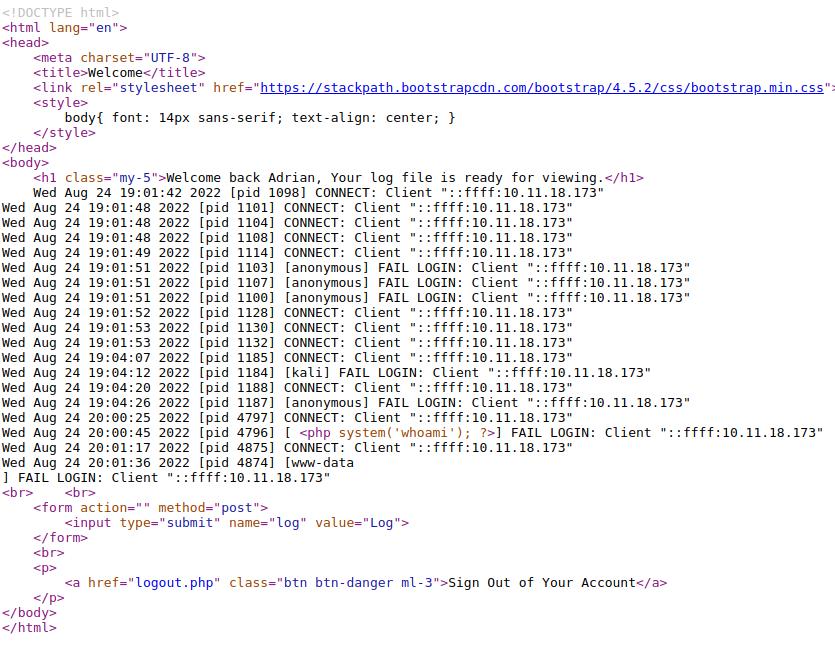 <!DOCTYPE html>
<html lang="en">
<head>
    <meta charset="UTF-8">
    <title>Welcome</title>
    <link rel="stylesheet" href="https://stackpath.bootstrapcdn.com/bootstrap/4.5.2/css/bootstrap.min.css">
    <style>
        body{ font: 14px sans-serif; text-align: center; }
    </style>
</head>
<body>
    <h1 class="my-5">Welcome back Adrian, Your log file is ready for viewing.</h1>
    Wed Aug 24 19:01:42 2022 [pid 1098] CONNECT: Client "::ffff:10.11.18.173"
Wed Aug 24 19:01:48 2022 [pid 1101] CONNECT: Client "::ffff:10.11.18.173"
Wed Aug 24 19:01:48 2022 [pid 1104] CONNECT: Client "::ffff:10.11.18.173"
Wed Aug 24 19:01:48 2022 [pid 1108] CONNECT: Client "::ffff:10.11.18.173"
Wed Aug 24 19:01:49 2022 [pid 1114] CONNECT: Client "::ffff:10.11.18.173"
Wed Aug 24 19:01:51 2022 [pid 1103] [anonymous] FAIL LOGIN: Client "::ffff:10.11.18.173"
Wed Aug 24 19:01:51 2022 [pid 1107] [anonymous] FAIL LOGIN: Client "::ffff:10.11.18.173"
Wed Aug 24 19:01:51 2022 [pid 1100] [anonymous] FAIL LOGIN: Client "::ffff:10.11.18.173"
Wed Aug 24 19:01:52 2022 [pid 1128] CONNECT: Client "::ffff:10.11.18.173"
Wed Aug 24 19:01:53 2022 [pid 1130] CONNECT: Client "::ffff:10.11.18.173"
Wed Aug 24 19:01:53 2022 [pid 1132] CONNECT: Client "::ffff:10.11.18.173"
Wed Aug 24 19:04:07 2022 [pid 1185] CONNECT: Client "::ffff:10.11.18.173"
Wed Aug 24 19:04:12 2022 [pid 1184] [kali] FAIL LOGIN: Client "::ffff:10.11.18.173"
Wed Aug 24 19:04:20 2022 [pid 1188] CONNECT: Client "::ffff:10.11.18.173"
Wed Aug 24 19:04:26 2022 [pid 1187] [anonymous] FAIL LOGIN: Client "::ffff:10.11.18.173"
Wed Aug 24 20:00:25 2022 [pid 4797] CONNECT: Client "::ffff:10.11.18.173"
Wed Aug 24 20:00:45 2022 [pid 4796] [ <php system('whoami'); ?>] FAIL LOGIN: Client "::ffff:10.11.18.173"
Wed Aug 24 20:01:17 2022 [pid 4875] CONNECT: Client "::ffff:10.11.18.173"
Wed Aug 24 20:01:36 2022 [pid 4874] [www-data
] FAIL LOGIN: Client "::ffff:10.11.18.173"
<br>    <br>
    <form action="" method="post">
        <input type="submit" name="log" value="Log">
    </form>
    <br>
    <p>
        <a href="logout.php" class="btn btn-danger ml-3">Sign Out of Your Account</a>
    </p>
</body>
</html>